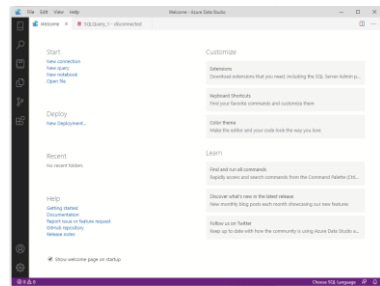 File Edit View Help
Welcome - Azure Data Studio
Welcome
SQLQuery_1 - disconnected
Start
New connection
New query
New notebook
Open file
Deploy
New Deployment...
Recent
No recent folders
Help
Getting started
Documentation
Report issue or feature request
GitHub repository
Release notes
Show welcome page on startup
Customize
Extensions
Download extensions that you need, including the SQL Server Admin p...
Keyboard Shortcuts
Find your favorite commands and customize them
Color theme
Make the editor and your code look the way you love
Learn
Find and run all commands
Rapidly access and search commands from the Command Palette (Ctrl...
Discover what's new in the latest release
New monthly blog posts each month showcasing our new features
Follow us on Twitter
Keep up to date with how the community is using Azure Data Studio a...
0 0
Choose SQL Language